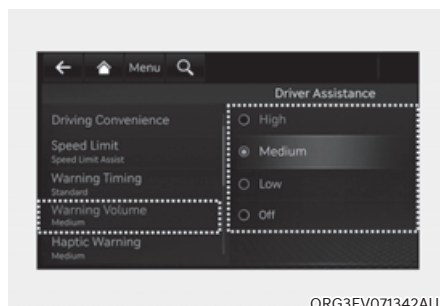 Menu
Driver Assistance
Driving Convenience
Speed Limit
Speed Limit Assist
Warning Timing
Standard
Warning Volume
Medium
Haptic Warning
Medium
High
Medium
Low
Off
ORG3EV071342AU